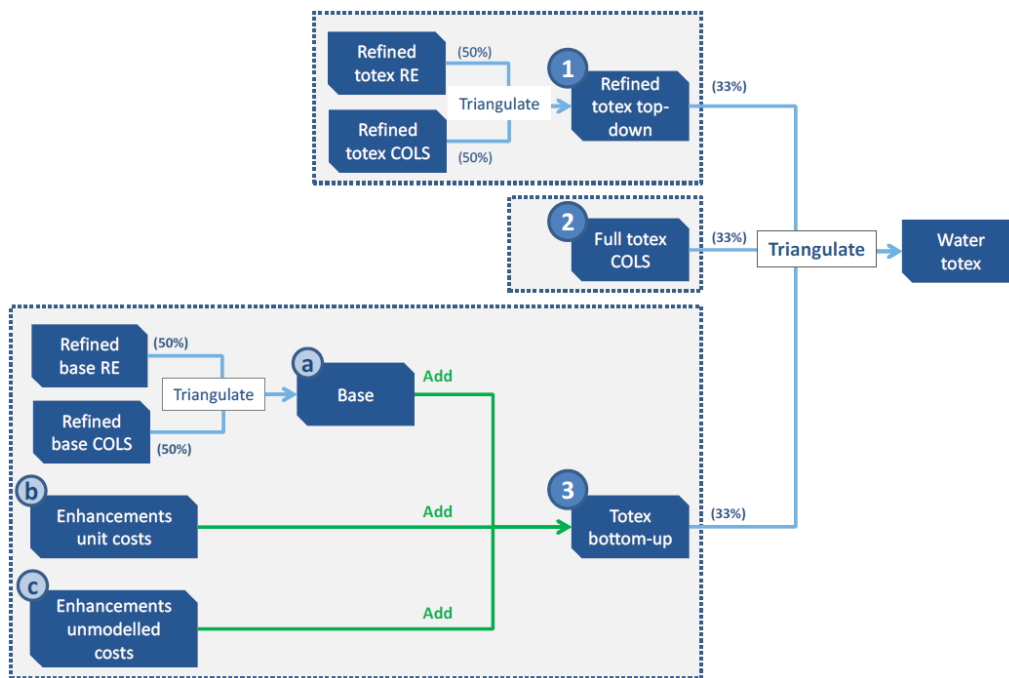 Refined
totex RE
(50%)
Triangulate
Refined
totex COLS
(50%)
1
Refined
totex top-
down
(33%)
2
Full totex
COLS
(33%)
Triangulate
Water
totex
Refined
base RE
(50%)
Triangulate
Refined
base COLS
(50%)
a
Base
Add
b
Enhancements
unit costs
Add
3
Totex
bottom-up
(33%)
c
Enhancements
unmodelled
costs
Add